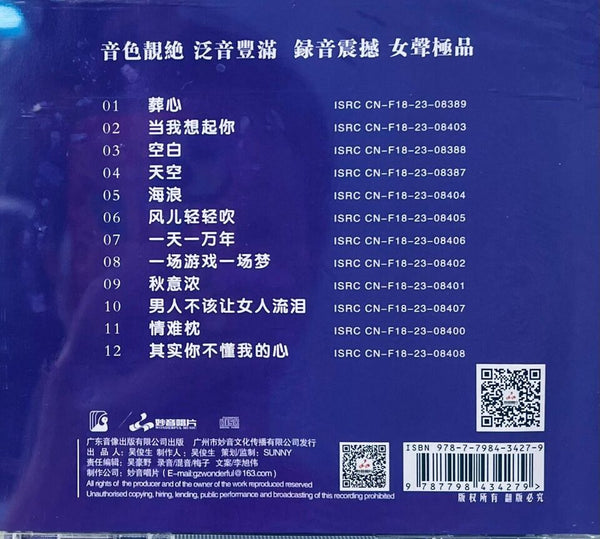 音色靚絶 泛音豐滿 録音震撼 女聲極品
01 葬心 ISRC CN-F18-23-08389
02 当我想起你 ISRC CN-F18-23-08403
03 空白 ISRC CN-F18-23-08388
04 天空 ISRC CN-F18-23-08387
05 海浪 ISRC CN-F18-23-08404
06 风儿轻轻吹 ISRC CN-F18-23-08405
07 一天一万年 ISRC CN-F18-23-08406
08 一场游戏一场梦 ISRC CN-F18-23-08402
09 秋意浓 ISRC CN-F18-23-08401
10 男人不该让女人流泪 ISRC CN-F18-23-08407
11 情难枕 ISRC CN-F18-23-08400
12 其实你不懂我的心 ISRC CN-F18-23-08408
妙音唱片
广东音像出版有限公司出版 广州市妙音文化传播有限公司发行
出 品 人：吴俊生 制作人：吴俊生 策划/监制：SUNNY
责任编辑：吴豪野 录音/混音/梅子 文案/李旭伟
制作公司：妙音唱片（E-mail:gzwonderful@163.com）
All rights of the producer and of the owner of the work reproduced reserved
Unauthorised copying, hiring, lending, public performance and broadcasting of this recording prohibited
ISBN 978-7-7984-3427-9
9 787798 434279
版权所有 翻版必究